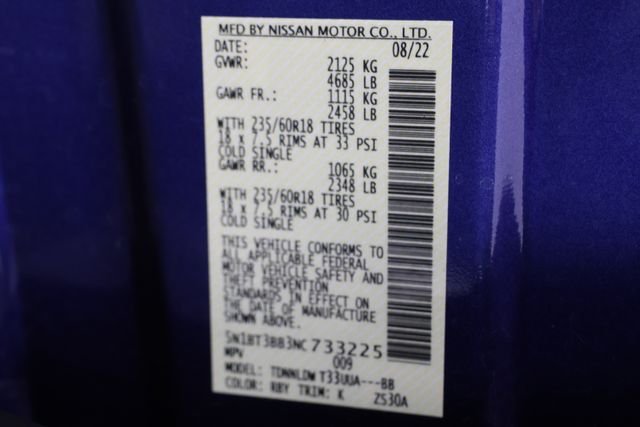 MFD BY NISSAN MOTOR CO., LTD.
DATE: 08/22
GVWR: 2125 KG
4685 LB
GAWR FR.: 1115 KG
2458 LB
WITH 235/60R18 TIRES
18 x 7.5 RIMS AT 33 PSI
COLD SINGLE
GAWR RR.: 1065 KG
2348 LB
WITH 235/60R18 TIRES
18 x 7.5 RIMS AT 30 PSI
COLD SINGLE
THIS VEHICLE CONFORMS TO
ALL APPLICABLE FEDERAL
MOTOR VEHICLE SAFETY AND
THEFT PREVENTION
STANDARDS IN EFFECT ON
THE DATE OF MANUFACTURE
SHOWN ABOVE.
5N1BT3BB3NC733225
MPV 009
MODEL: TDNNLDW T33UUA---BB
COLOR: RBY TRIM: K ZS30A